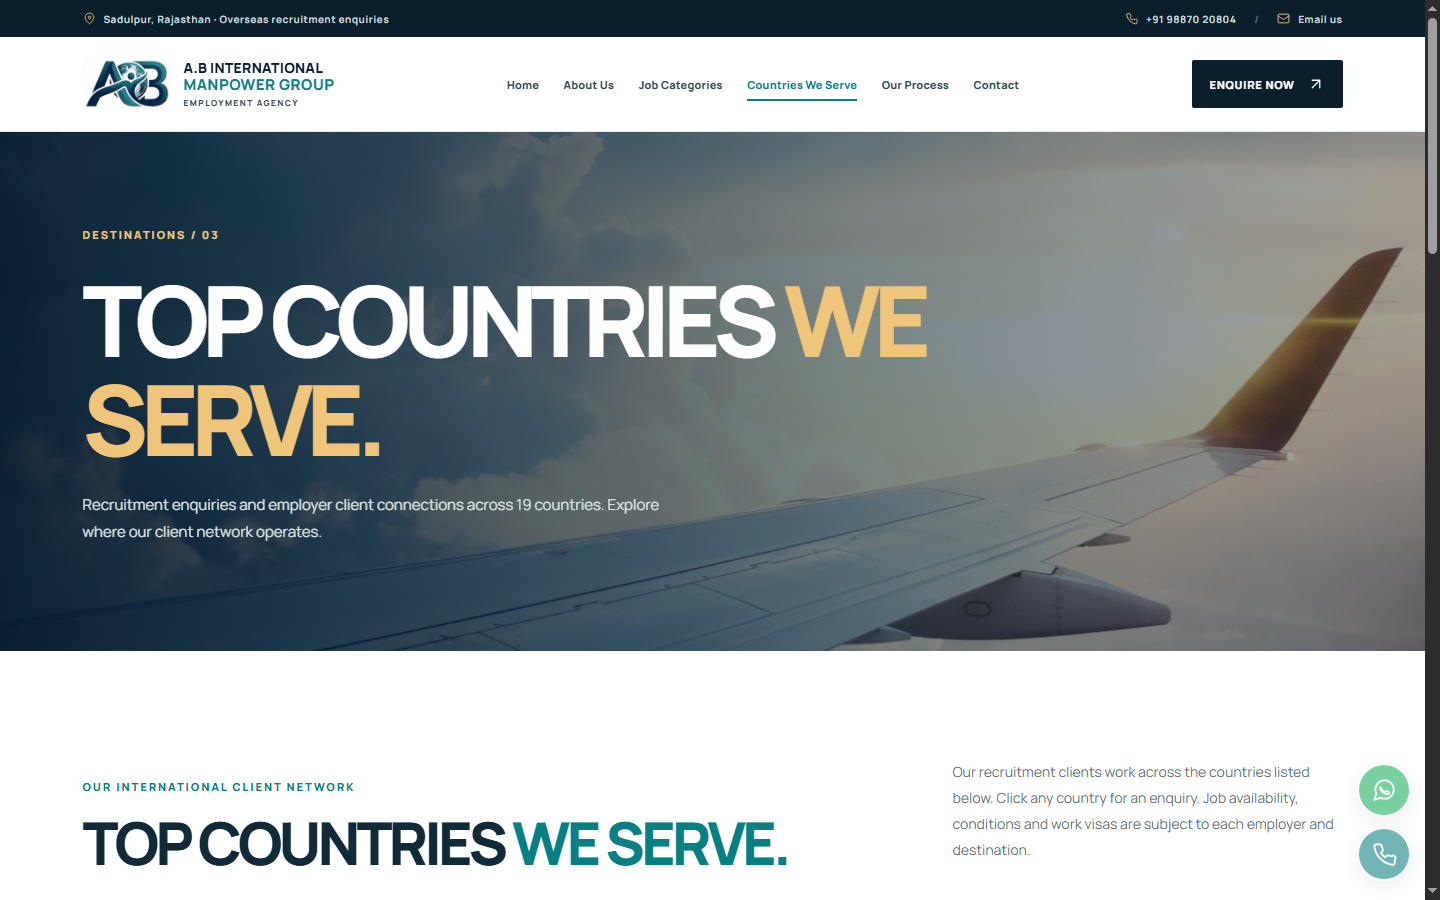 Sadulpur, Rajasthan · Overseas recruitment enquiries
+91 98870 20804 / Email us
AB
A.B INTERNATIONAL
MANPOWER GROUP
EMPLOYMENT AGENCY
Home About Us Job Categories Countries We Serve Our Process Contact
ENQUIRE NOW
DESTINATIONS / 03
TOP COUNTRIES WE
SERVE.
Recruitment enquiries and employer client connections across 19 countries. Explore
where our client network operates.
OUR INTERNATIONAL CLIENT NETWORK
TOP COUNTRIES WE SERVE.
Our recruitment clients work across the countries listed
below. Click any country for an enquiry. Job availability,
conditions and work visas are subject to each employer and
destination.